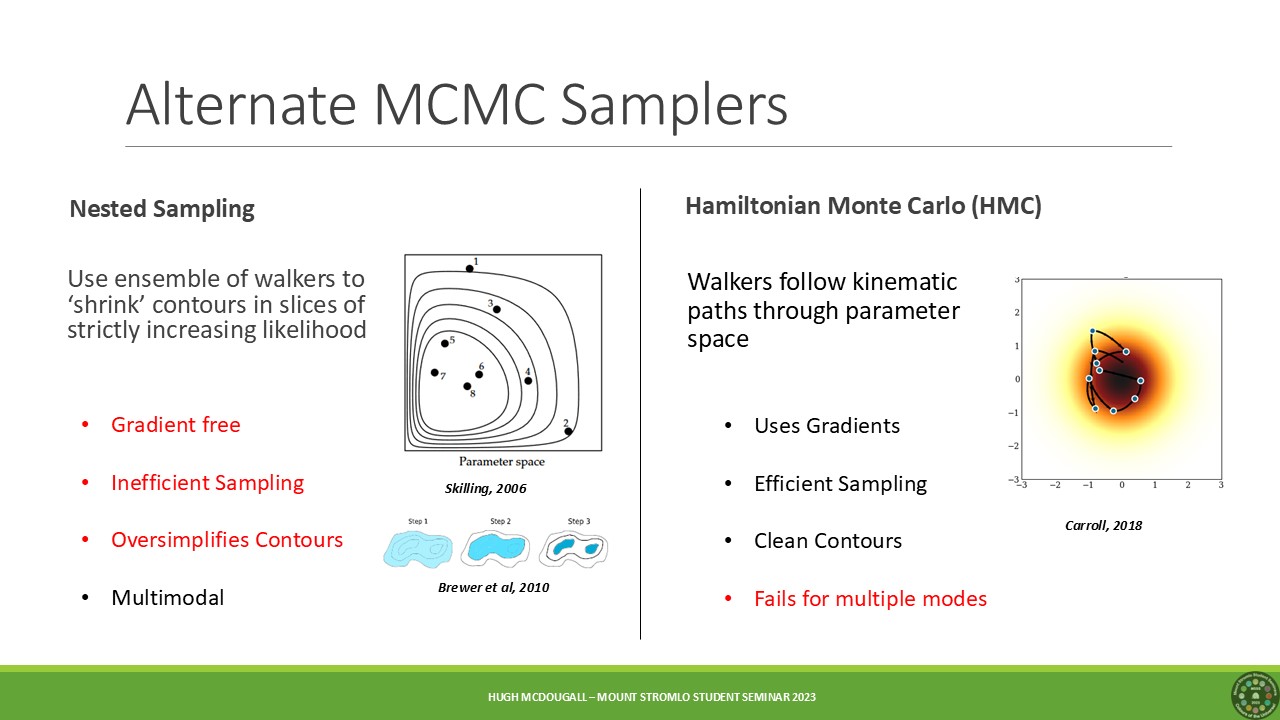 Alternate MCMC Samplers
Nested Sampling
Use ensemble of walkers to
‘shrink’ contours in slices of
strictly increasing likelihood
• Gradient free
• Inefficient Sampling
• Oversimplifies Contours
• Multimodal
1
3
5
6
7
4
8
2
Parameter space
Skilling, 2006
Step 1 Step 2 Step 3
Brewer et al, 2010
Hamiltonian Monte Carlo (HMC)
Walkers follow kinematic
paths through parameter
space
• Uses Gradients
• Efficient Sampling
• Clean Contours
• Fails for multiple modes
3
2
1
0
−1
−2
−3
−3 −2 −1 0 1 2 3
Carroll, 2018
HUGH MCDOUGALL – MOUNT STROMLO STUDENT SEMINAR 2023